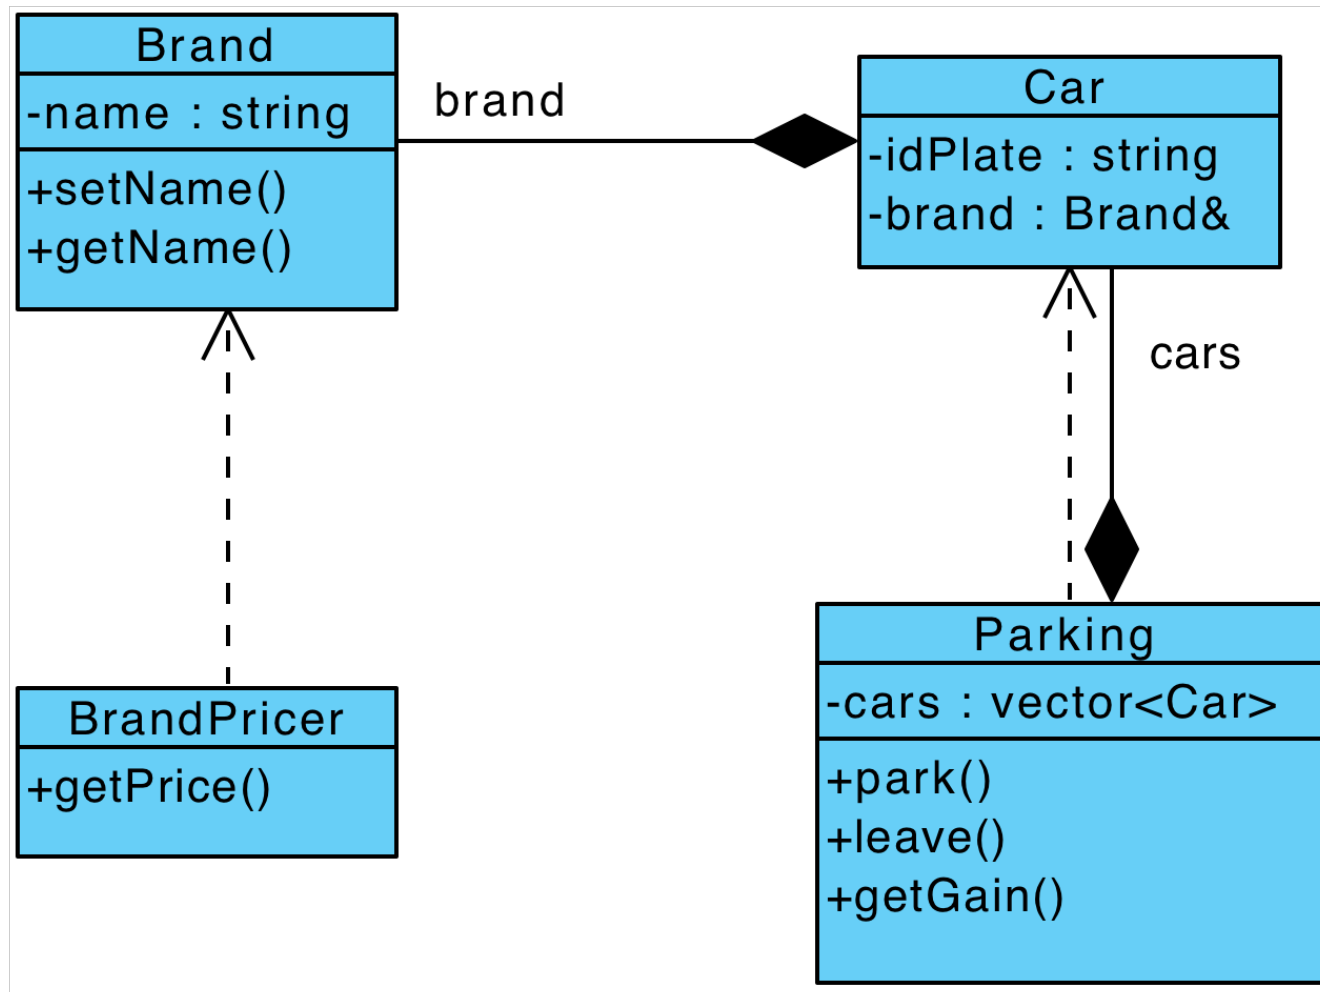 Brand
-name : string
+setName()
+getName()
brand
Car
-idPlate : string
-brand : Brand&
cars
BrandPricer
+getPrice()
Parking
-cars : vector<Car>
+park()
+leave()
+getGain()